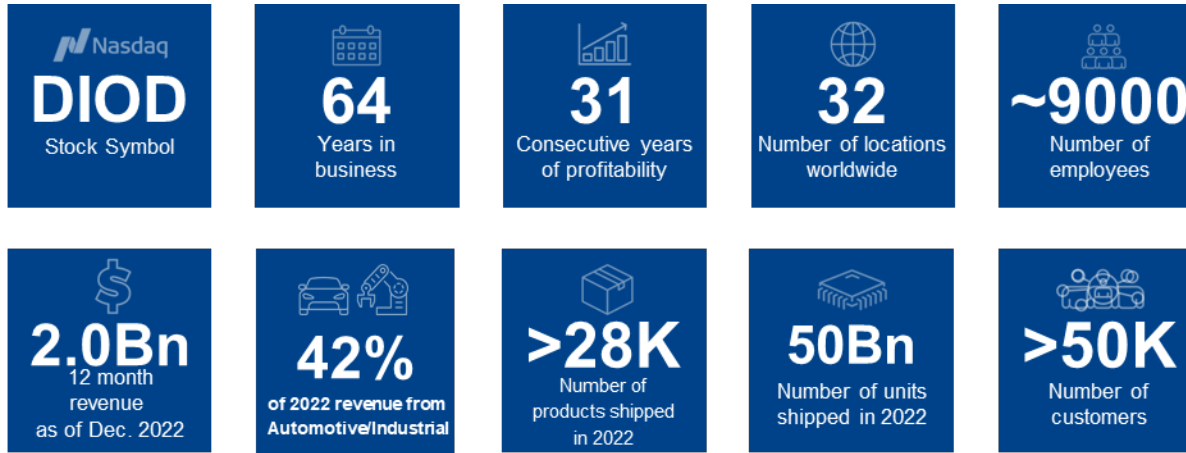 Nasdaq
DIOD
Stock Symbol
64
Years in
business
31
Consecutive years
of profitability
32
Number of locations
worldwide
~9000
Number of
employees
2.0Bn
12 month
revenue
as of Dec. 2022
42%
of 2022 revenue from
Automotive/Industrial
>28K
Number of
products shipped
in 2022
50Bn
Number of units
shipped in 2022
>50K
Number of
customers